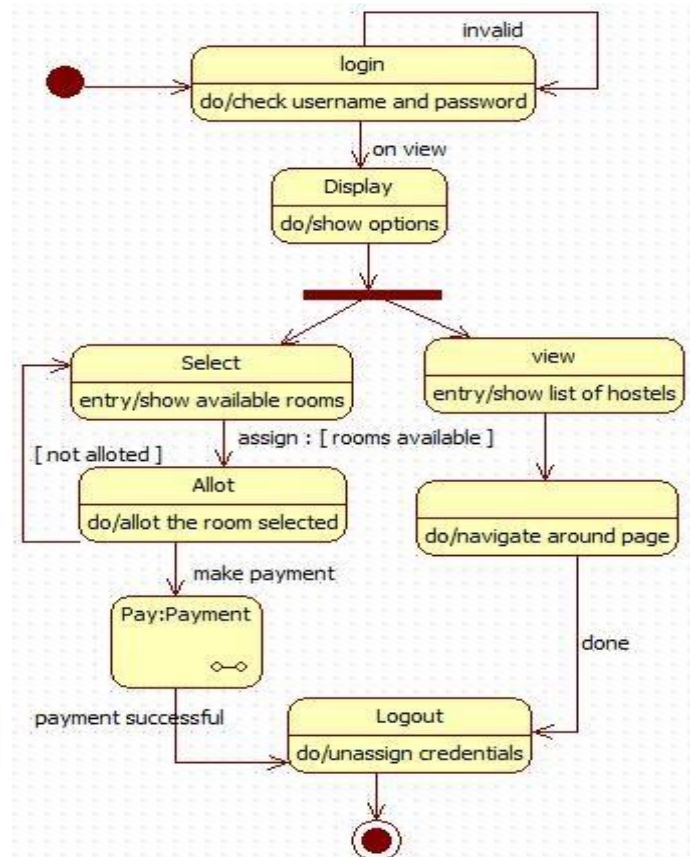 invalid
login
do/check username and password
on view
Display
do/show options
Select
entry/show available rooms
view
entry/show list of hostels
assign : [ rooms available ]
[ not alloted ]
Allot
do/allot the room selected
do/navigate around page
make payment
Pay:Payment
done
payment successful
Logout
do/unassign credentials